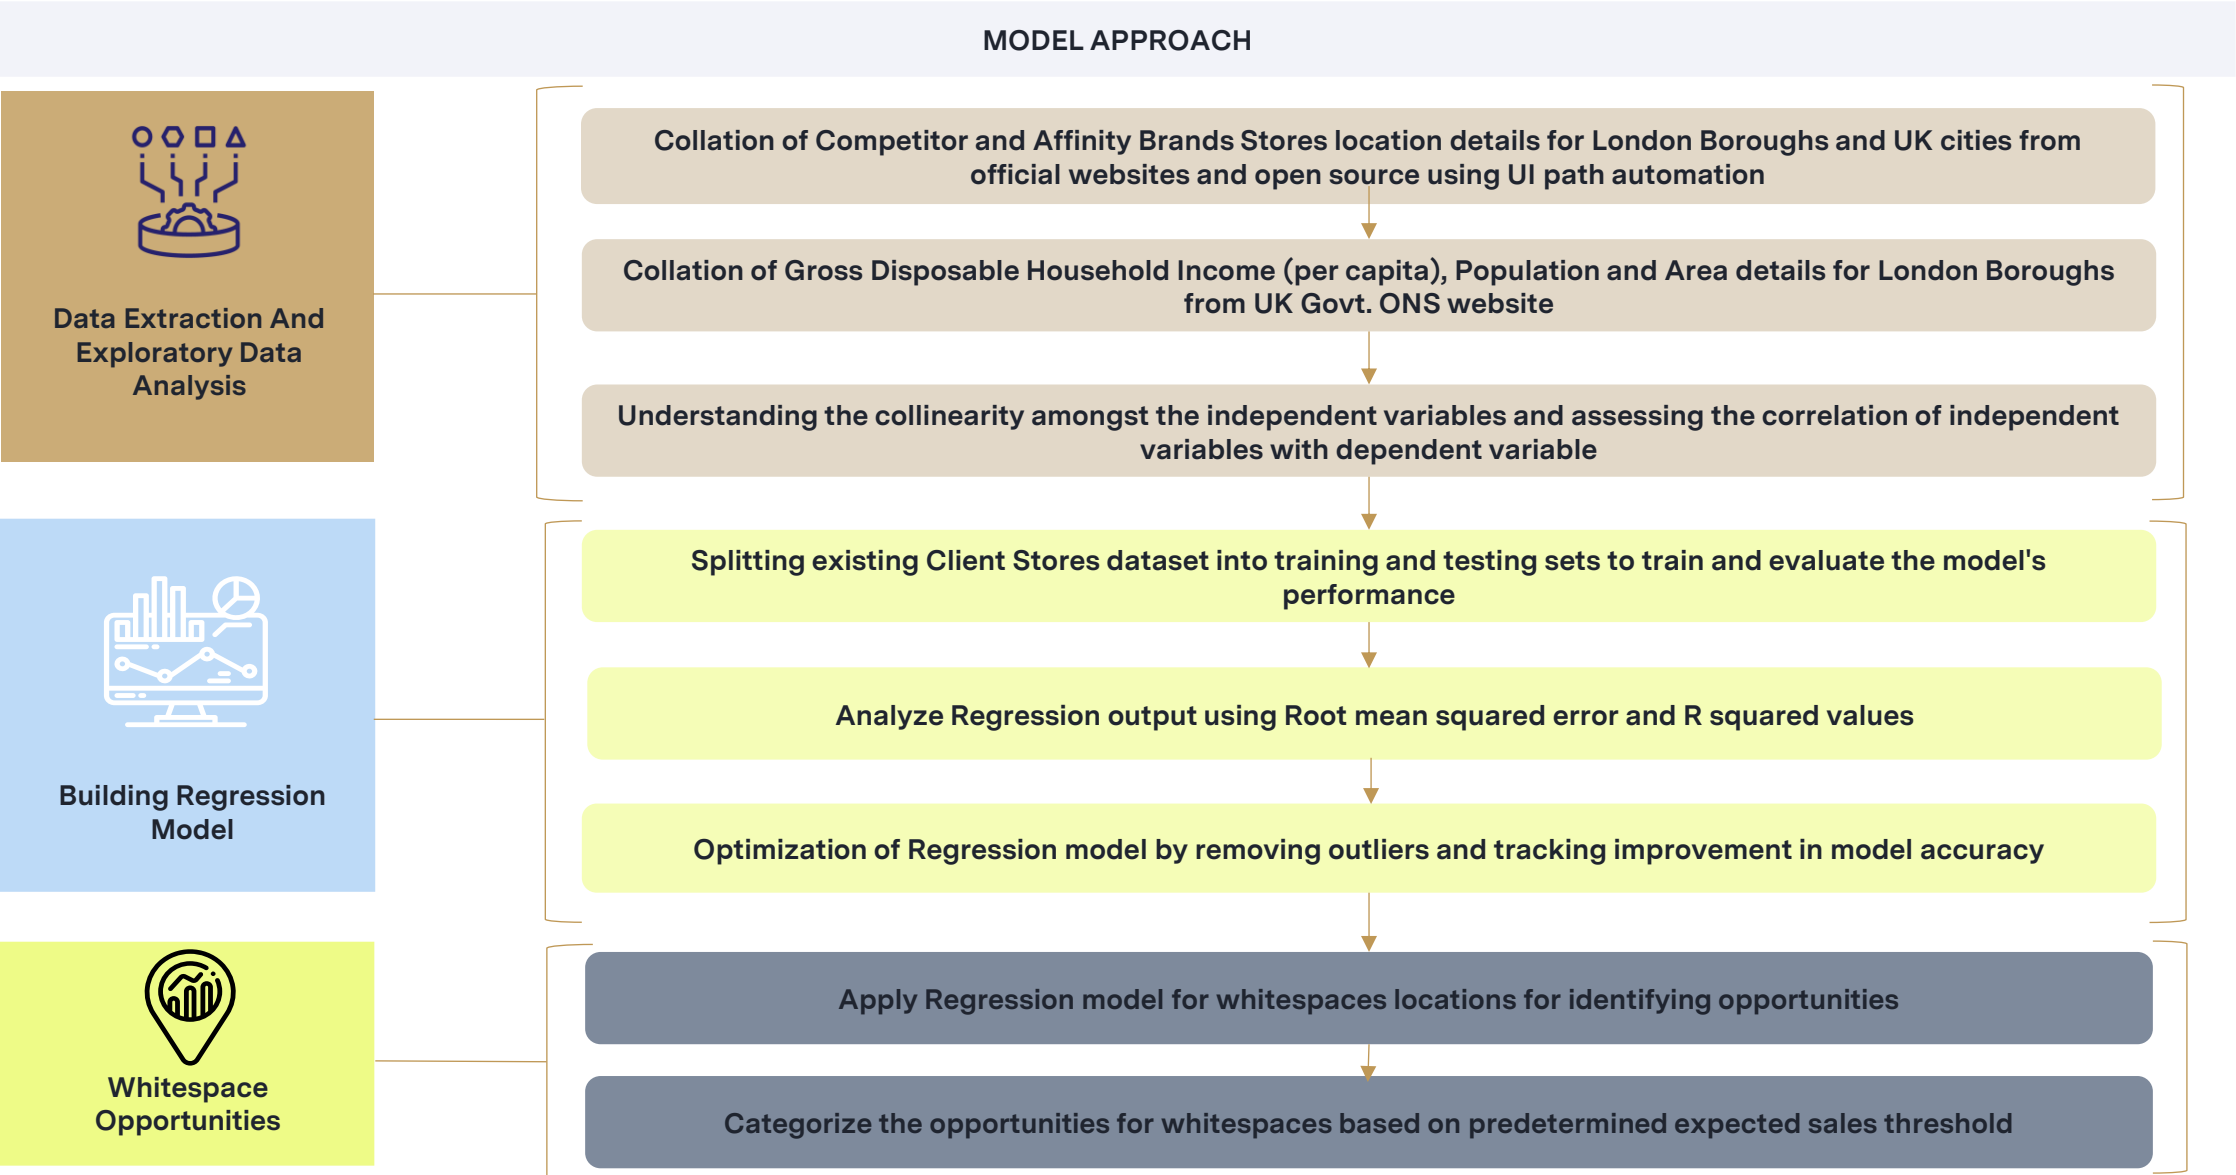 MODEL APPROACH
Data Extraction And
Exploratory Data
Analysis
Collation of Competitor and Affinity Brands Stores location details for London Boroughs and UK cities from
official websites and open source using UI path automation
Collation of Gross Disposable Household Income (per capita), Population and Area details for London Boroughs
from UK Govt. ONS website
Understanding the collinearity amongst the independent variables and assessing the correlation of independent
variables with dependent variable
Building Regression
Model
Splitting existing Client Stores dataset into training and testing sets to train and evaluate the model's
performance
Analyze Regression output using Root mean squared error and R squared values
Optimization of Regression model by removing outliers and tracking improvement in model accuracy
Whitespace
Opportunities
Apply Regression model for whitespaces locations for identifying opportunities
Categorize the opportunities for whitespaces based on predetermined expected sales threshold